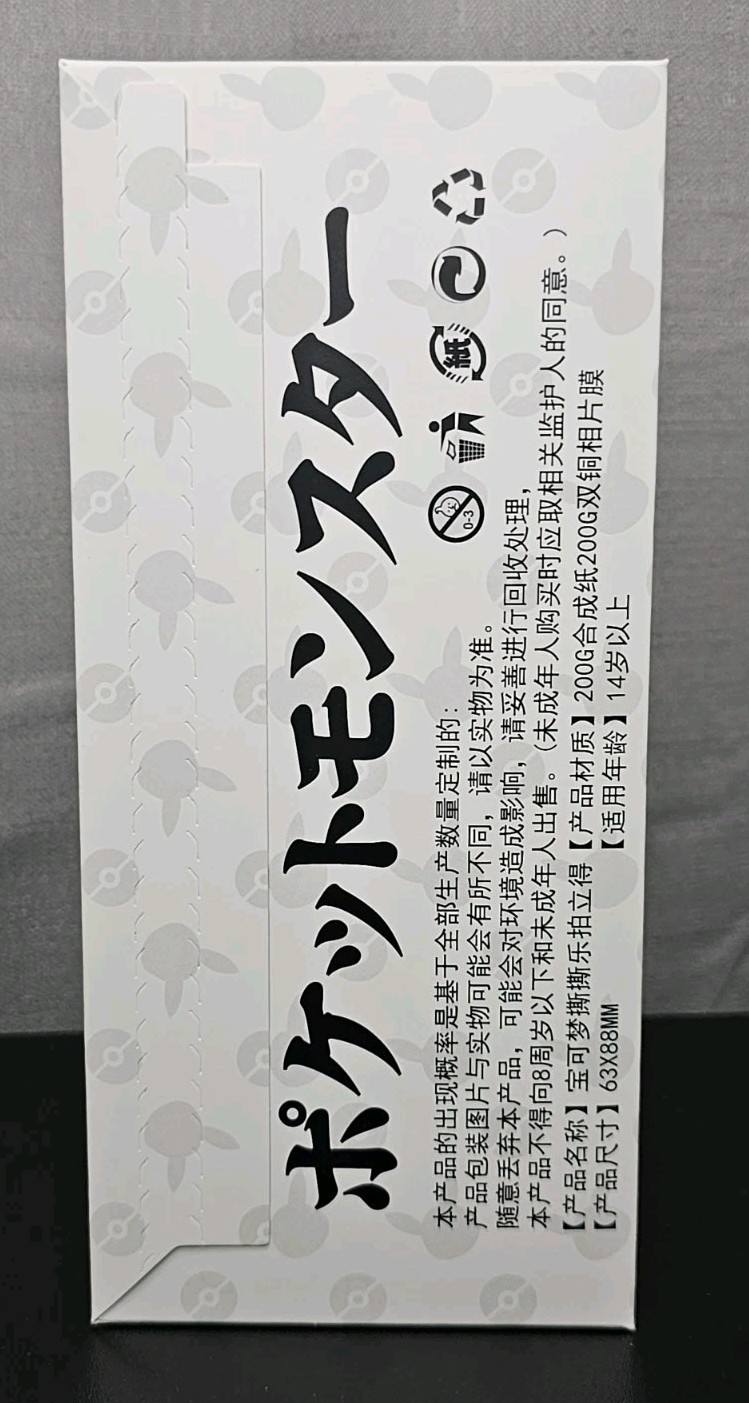 ポケットモンスター
0-3
紙
本产品的出现概率是基于全部生产数量定制的：
产品包装图片与实物可能会有所不同，请以实物为准。
随意丢弃本产品，可能会对环境造成影响，请妥善进行回收处理，
本产品不得向8周岁以下和未成年人出售。（未成年人购买时应取相关监护人的同意。）
【产品名称】宝可梦撕撕乐拍立得【产品材质】200G合成纸200G双铜相片膜
【产品尺寸】63X88MM 【适用年龄】14岁以上